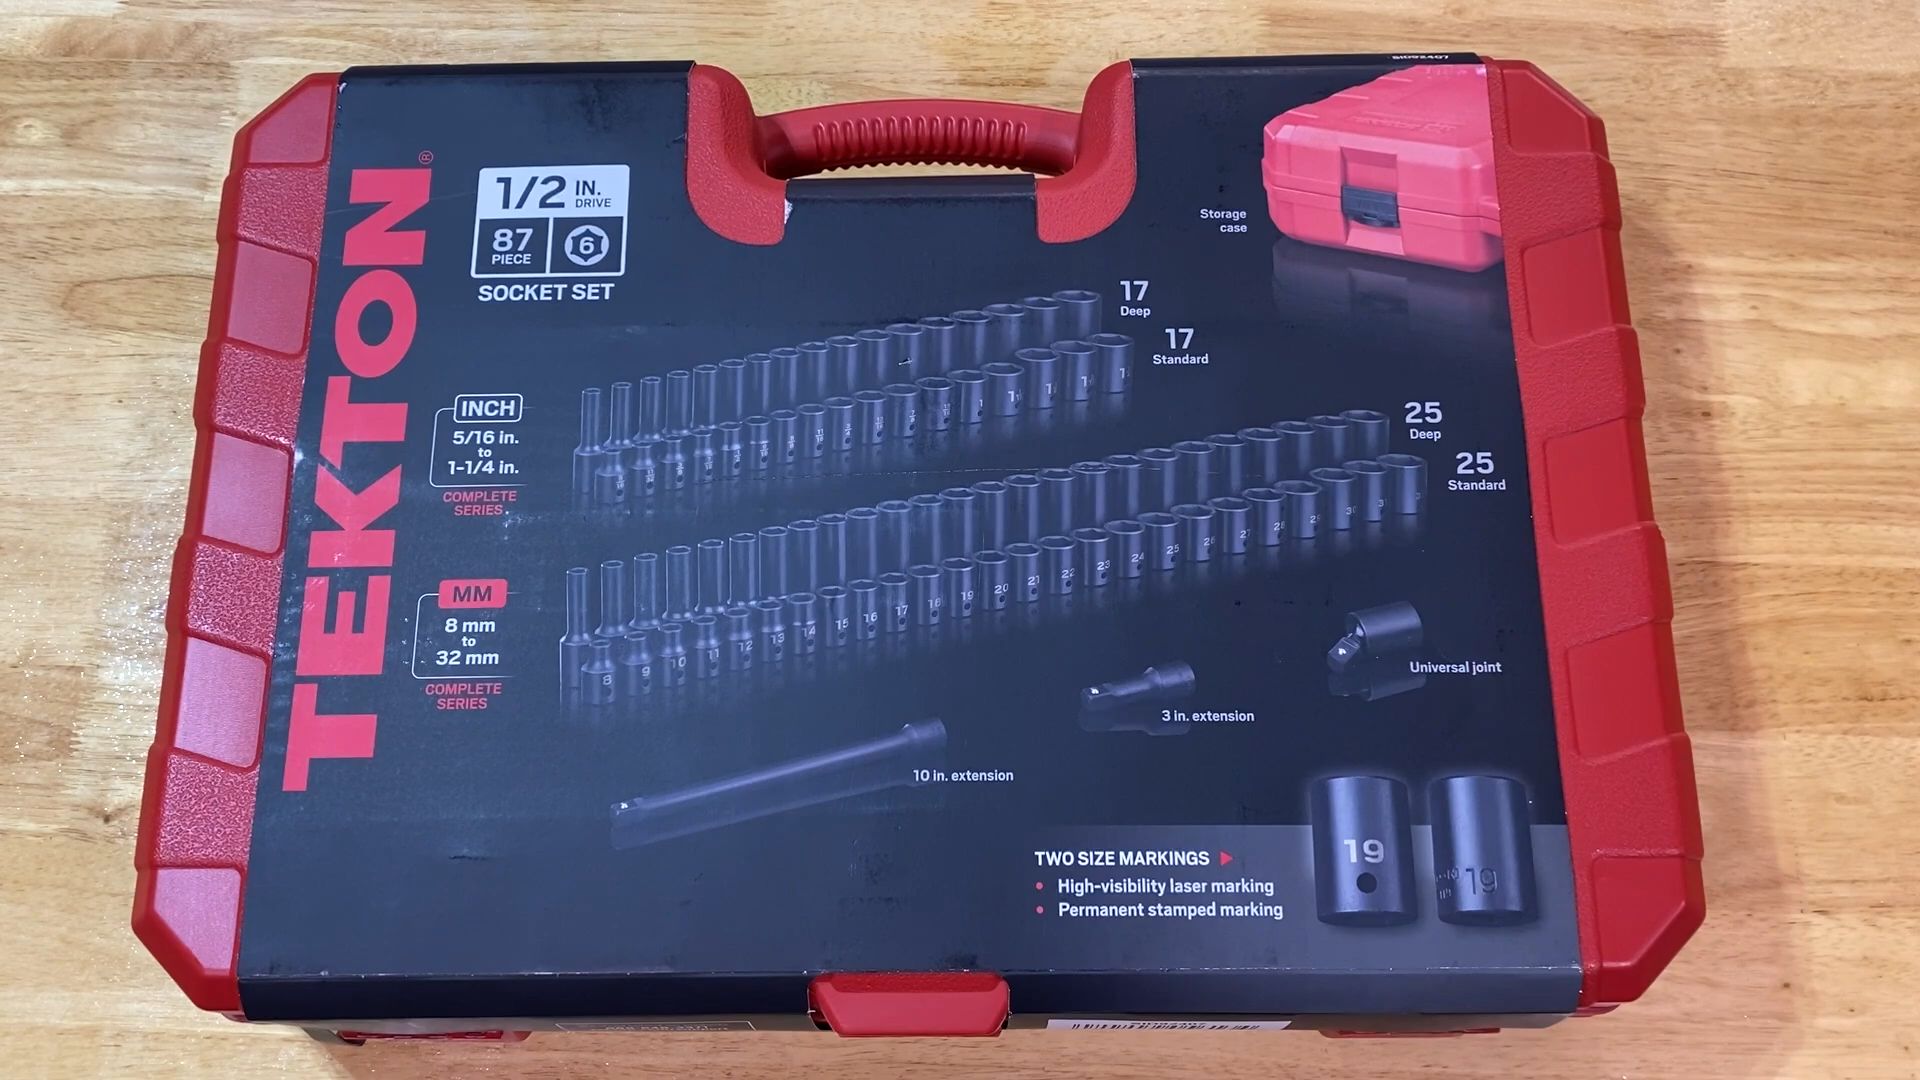 SID92407
TEKTON®
1/2 IN. DRIVE
87 PIECE
6
SOCKET SET
Storage
case
17
Deep
17
Standard
INCH
5/16 in.
to
1-1/4 in.
COMPLETE
SERIES
25
Deep
25
Standard
MM
8 mm
to
32 mm
COMPLETE
SERIES
8 9 10 11 12 13 14 15 16 17 18 19 20 21 22 23 24 25 26 27 28 29 30
Universal joint
3 in. extension
10 in. extension
TWO SIZE MARKINGS
• High-visibility laser marking
• Permanent stamped marking
19
19